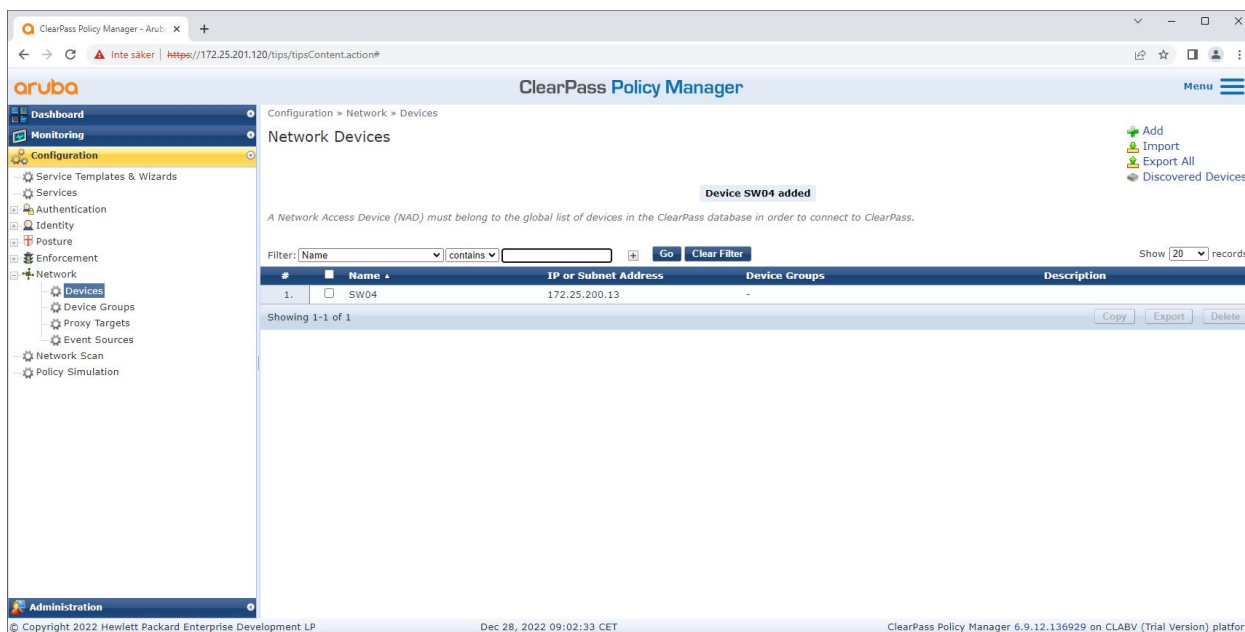 ClearPass Policy Manager - Arub
Inte säker | https://172.25.201.120/tips/tipsContent.action#
aruba
ClearPass Policy Manager
Menu
Dashboard
Monitoring
Configuration
Service Templates & Wizards
Services
Authentication
Identity
Posture
Enforcement
Network
Devices
Device Groups
Proxy Targets
Event Sources
Network Scan
Policy Simulation
Administration
Configuration » Network » Devices
Network Devices
Add
Import
Export All
Discovered Devices
Device SW04 added
A Network Access Device (NAD) must belong to the global list of devices in the ClearPass database in order to connect to ClearPass.
Filter: Name contains Go Clear Filter Show 20 records
# Name IP or Subnet Address Device Groups Description
1. SW04 172.25.200.13 -
Showing 1-1 of 1 Copy Export Delete
© Copyright 2022 Hewlett Packard Enterprise Development LP Dec 28, 2022 09:02:33 CET ClearPass Policy Manager 6.9.12.136929 on CLABV (Trial Version) platfor